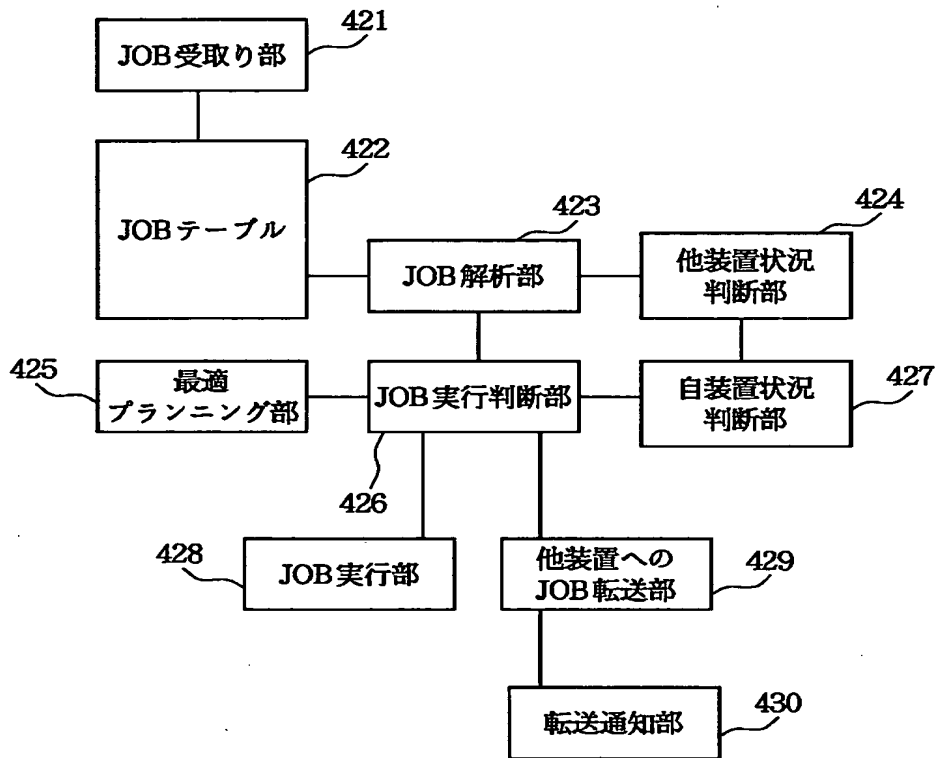 421
JOB受取り部
422
JOBテーブル
423
JOB解析部
424
他装置状況
判断部
425
最適
プランニング部
JOB実行判断部
426
自装置状況
判断部
427
428
JOB実行部
他装置への
JOB転送部
429
転送通知部
430